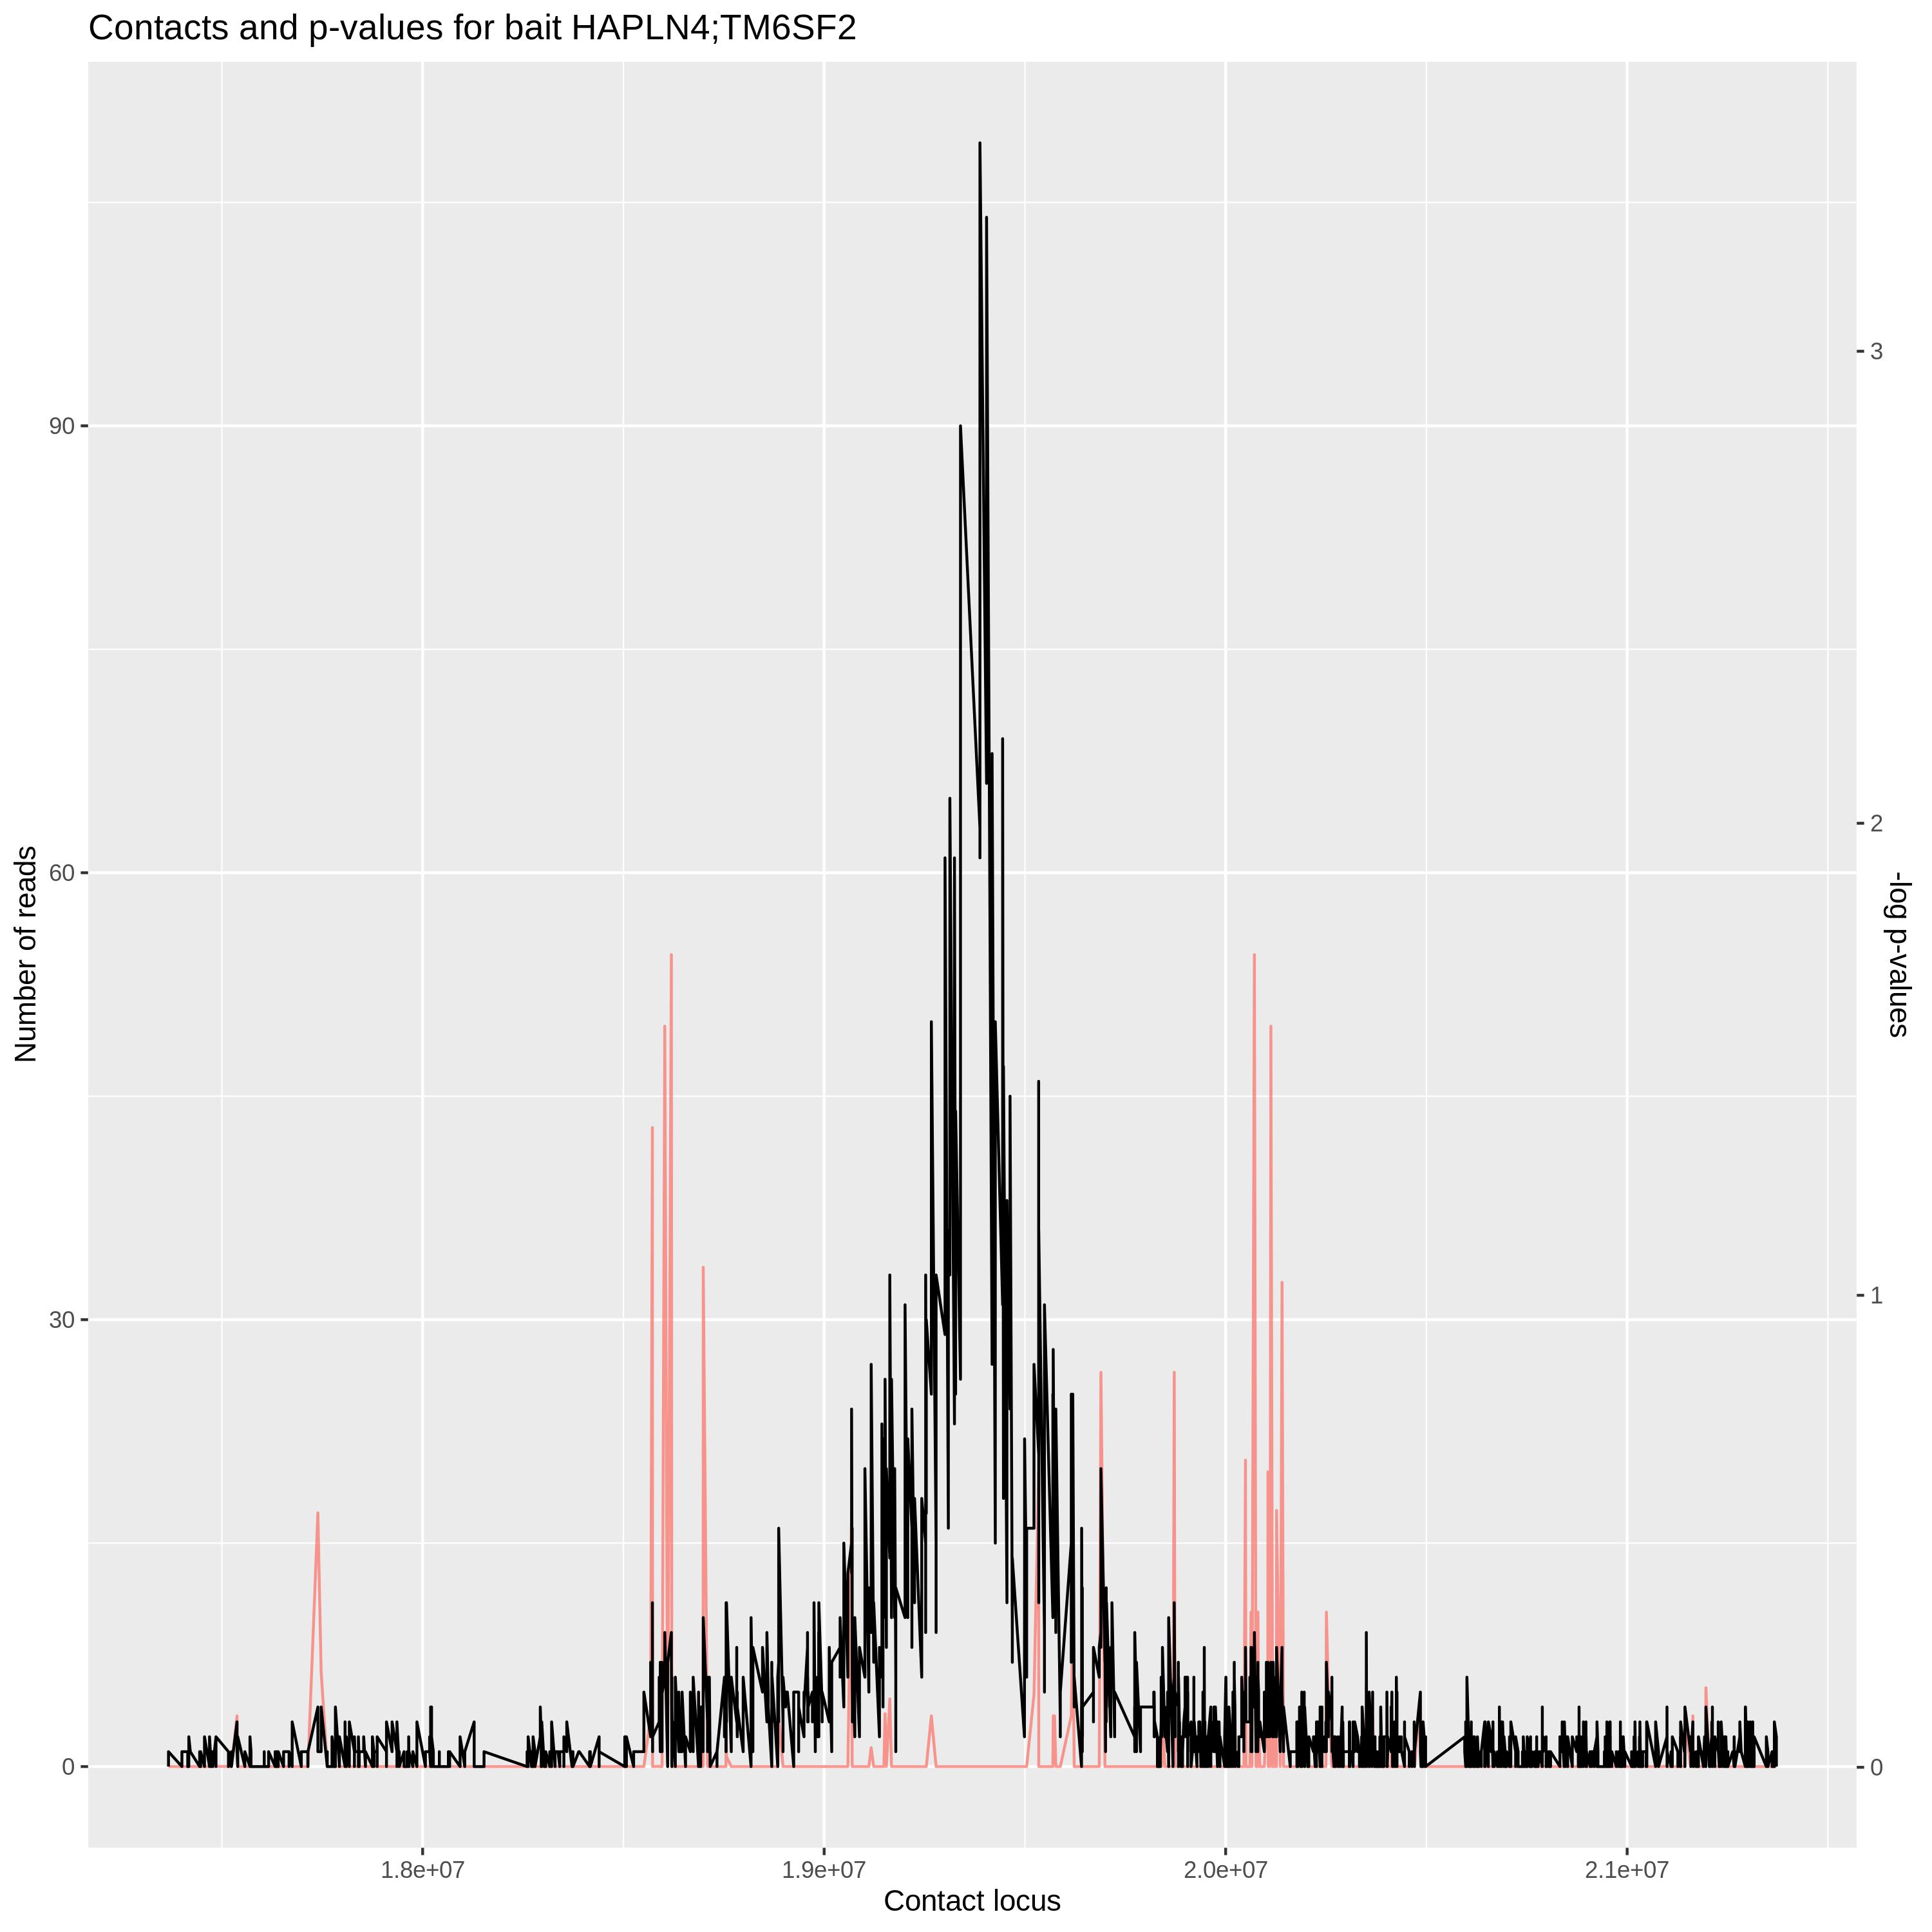 Contacts and p-values for bait HAPLN4;TM6SF2
Number of reads
90
60
30
0
3
2
1
0
-log p-values
1.8e+07
1.9e+07
2.0e+07
2.1e+07
Contact locus